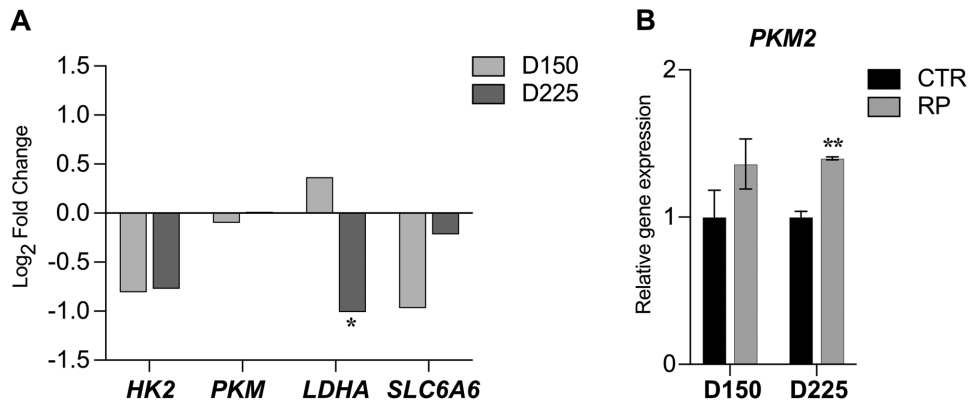 A
D150
D225
Log2 Fold Change
1.5
1.0
0.5
0.0
-0.5
-1.0
-1.5
*
HK2 PKM LDHA SLC6A6
B
PKM2
CTR
RP
Relative gene expression
2
1
0
**
D150 D225